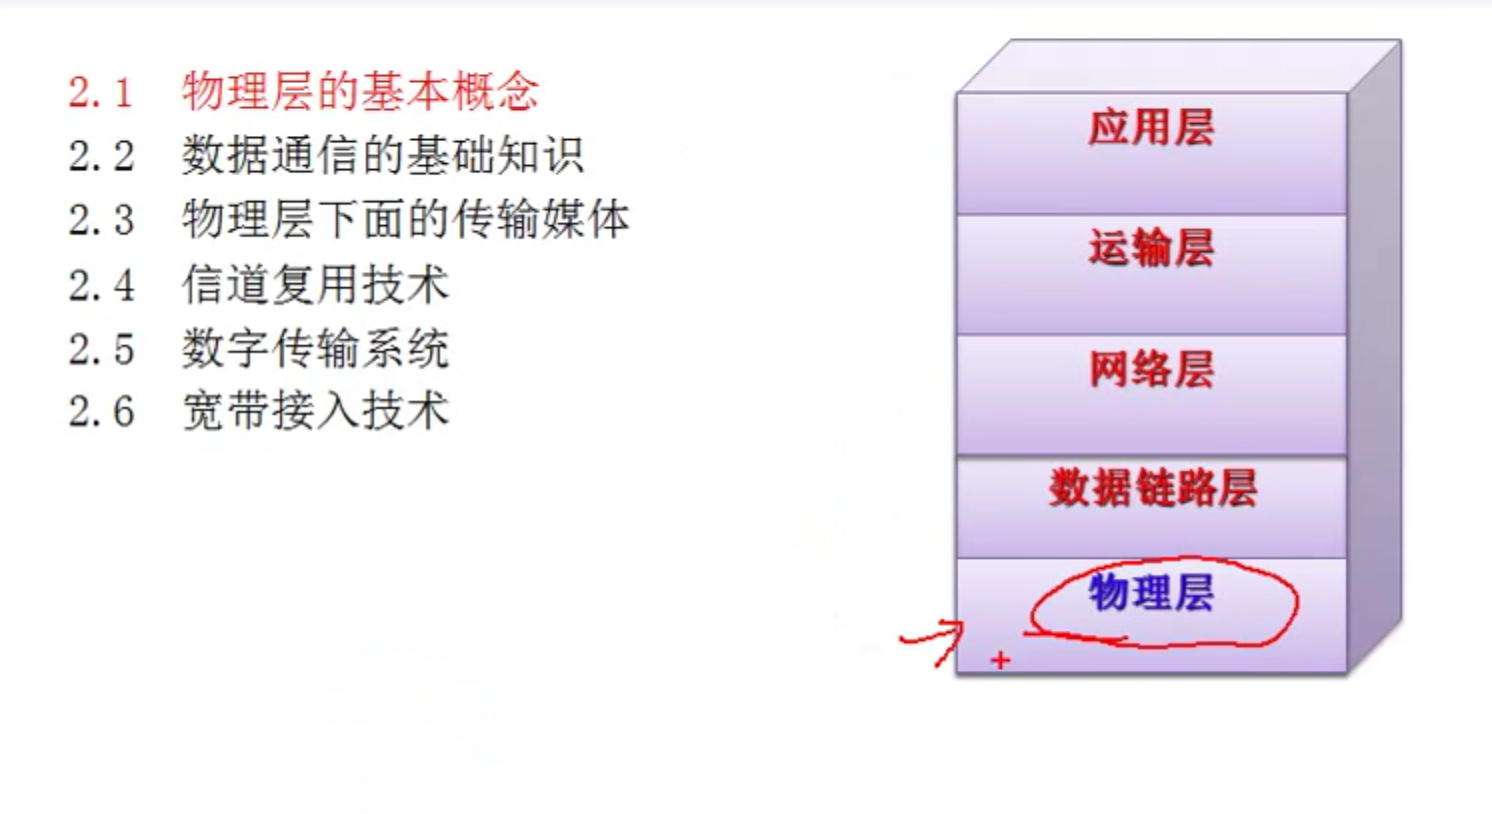 2.1 物理层的基本概念
2.2 数据通信的基础知识
2.3 物理层下面的传输媒体
2.4 信道复用技术
2.5 数字传输系统
2.6 宽带接入技术
应用层
运输层
网络层
数据链路层
物理层